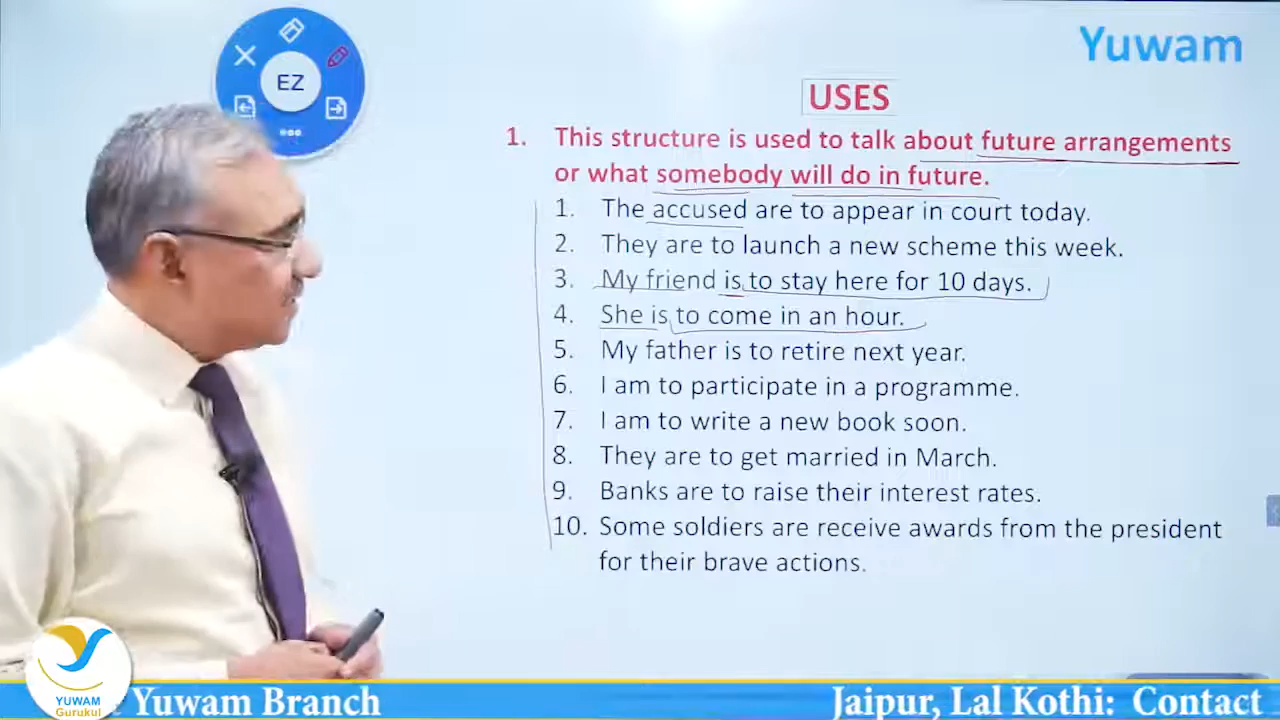 EZ
Yuwam
USES
1. This structure is used to talk about future arrangements
or what somebody will do in future.
1. The accused are to appear in court today.
2. They are to launch a new scheme this week.
3. My friend is to stay here for 10 days.
4. She is to come in an hour.
5. My father is to retire next year.
6. I am to participate in a programme.
7. I am to write a new book soon.
8. They are to get married in March.
9. Banks are to raise their interest rates.
10. Some soldiers are receive awards from the president
for their brave actions.
YUWAM
Gurukul
Yuwam Branch
Jaipur, Lal Kothi: Contact